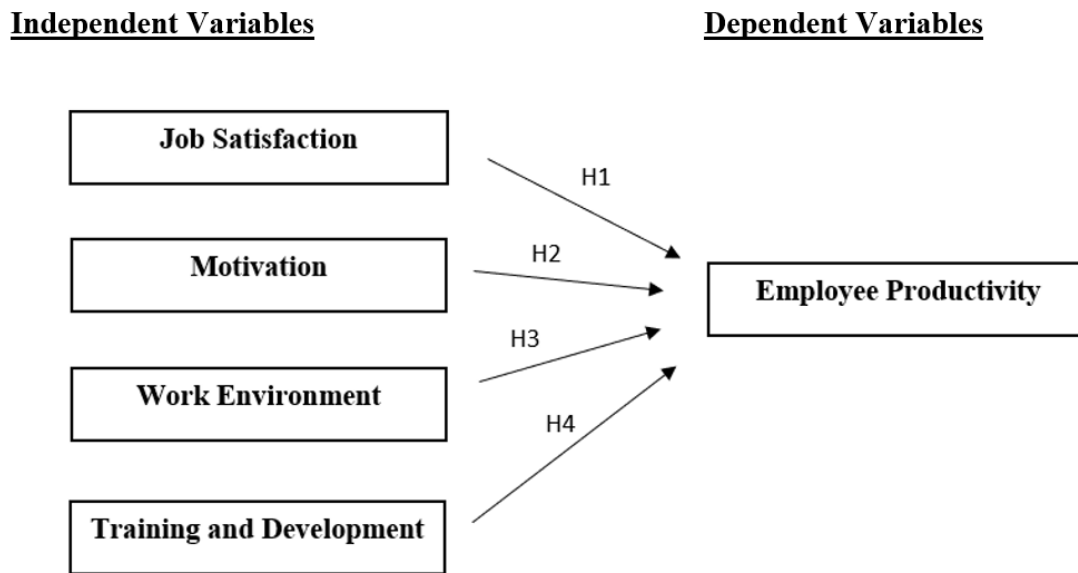 Independent Variables
Dependent Variables
Job Satisfaction
H1
Motivation
H2
Employee Productivity
H3
Work Environment
H4
Training and Development